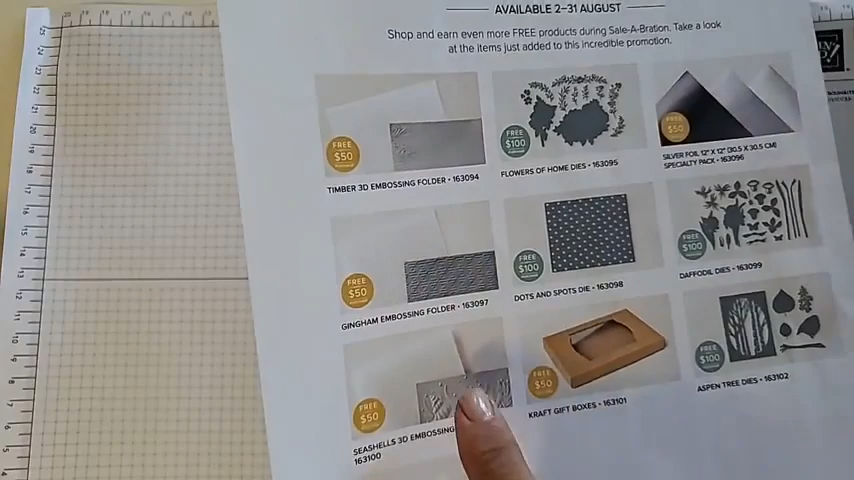 AVAILABLE 2–31 AUGUST
Shop and earn even more FREE products during Sale-A-Bration. Take a look
at the items just added to this incredible promotion.
FREE
$50
TIMBER 3D EMBOSSING FOLDER • 163094
FREE
$100
FLOWERS OF HOME DIES • 163095
FREE
$50
SILVER FOIL 12" X 12" (30.5 X 30.5 CM)
SPECIALTY PACK • 163096
FREE
$50
GINGHAM EMBOSSING FOLDER • 163097
FREE
$100
DOTS AND SPOTS DIE • 163098
FREE
$100
DAFFODIL DIES • 163099
FREE
$50
SEASHELLS 3D EMBOSSING
163100
FREE
$50
KRAFT GIFT BOXES • 163101
FREE
$100
ASPEN TREE DIES • 163102